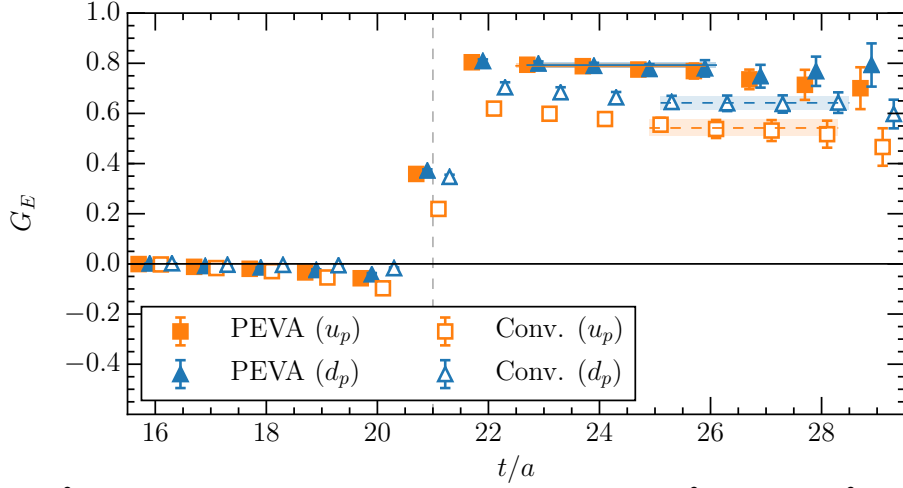 1.0
0.8
0.6
0.4
0.2
0.0
−0.2
−0.4
G_E
PEVA (u_p)
Conv. (u_p)
PEVA (d_p)
Conv. (d_p)
16 18 20 22 24 26 28
t/a